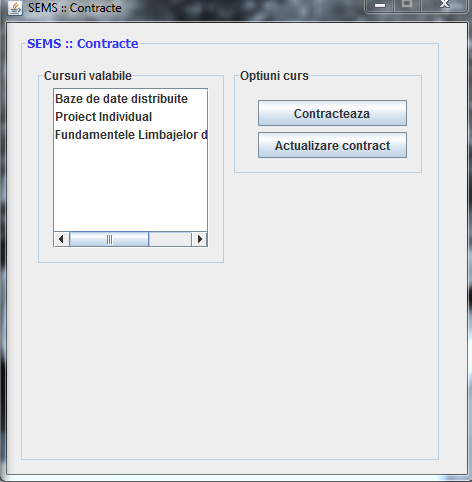 SEMS :: Contracte
SEMS :: Contracte
Cursuri valabile
Baze de date distribuite
Proiect Individual
Fundamentele Limbajelor d
Optiuni curs
Contracteaza
Actualizare contract